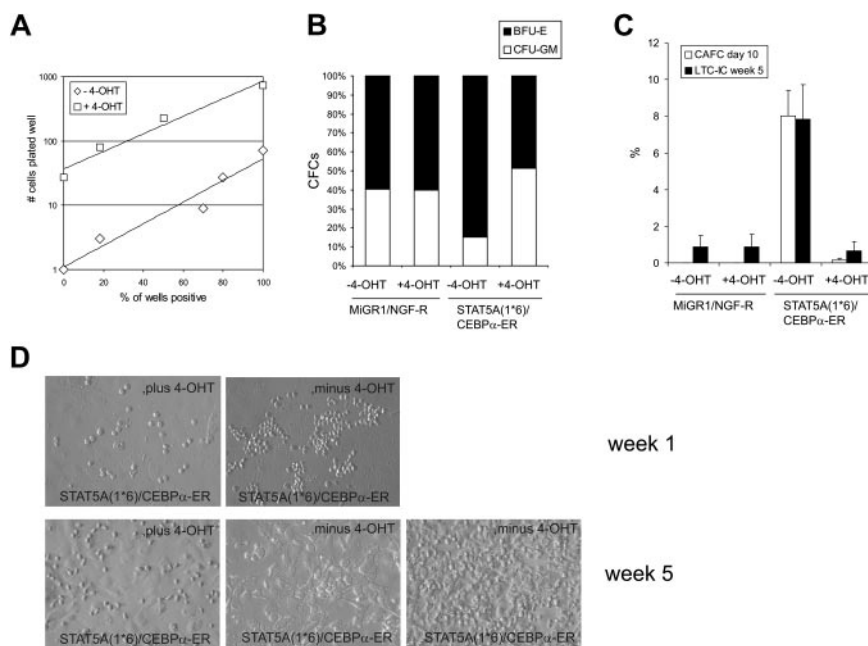 A
# cells plated well
1000
100
10
1
- 4-OHT
+ 4-OHT
0
20
40
60
80
100
% of wells positive
B
BFU-E
CFU-GM
CFCs
100%
90%
80%
70%
60%
50%
40%
30%
20%
10%
0%
-4-OHT
+4-OHT
-4-OHT
+4-OHT
MiGR1/NGF-R
STAT5A(1*6)/
CEBPα-ER
C
CAFC day 10
LTC-IC week 5
%
12
10
8
6
4
2
0
-4-OHT
+4-OHT
-4-OHT
+4-OHT
MiGR1/NGF-R
STAT5A(1*6)/
CEBPα-ER
D
,plus 4-OHT
STAT5A(1*6)/CEBPα-ER
,minus 4-OHT
STAT5A(1*6)/CEBPα-ER
week 1
,plus 4-OHT
STAT5A(1*6)/CEBPα-ER
,minus 4-OHT
STAT5A(1*6)/CEBPα-ER
,minus 4-OHT
STAT5A(1*6)/CEBPα-ER
week 5